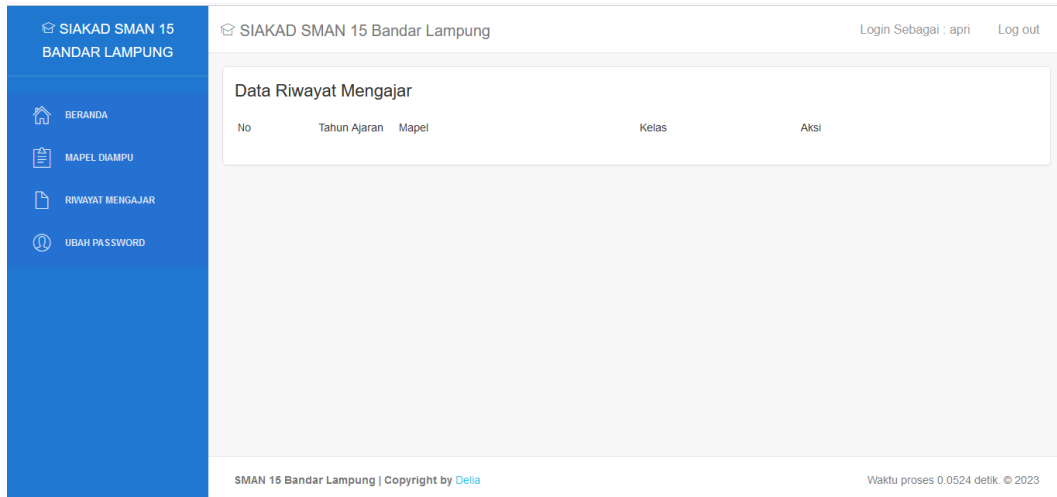 SIAKAD SMAN 15
BANDAR LAMPUNG
BERANDA
MAPEL DIAMPU
RIWAYAT MENGAJAR
UBAH PASSWORD
SIAKAD SMAN 15 Bandar Lampung
Login Sebagai : apri Log out
Data Riwayat Mengajar
No Tahun Ajaran Mapel Kelas Aksi
SMAN 15 Bandar Lampung | Copyright by Delia
Waktu proses 0.0524 detik. © 2023